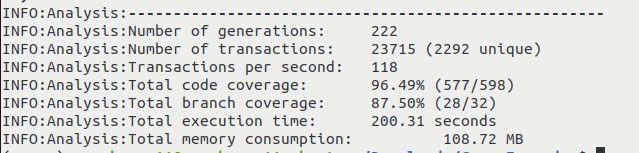 INFO:Analysis:---------------------------------------------------
INFO:Analysis:Number of generations: 222
INFO:Analysis:Number of transactions: 23715 (2292 unique)
INFO:Analysis:Transactions per second: 118
INFO:Analysis:Total code coverage: 96.49% (577/598)
INFO:Analysis:Total branch coverage: 87.50% (28/32)
INFO:Analysis:Total execution time: 200.31 seconds
INFO:Analysis:Total memory consumption: 108.72 MB